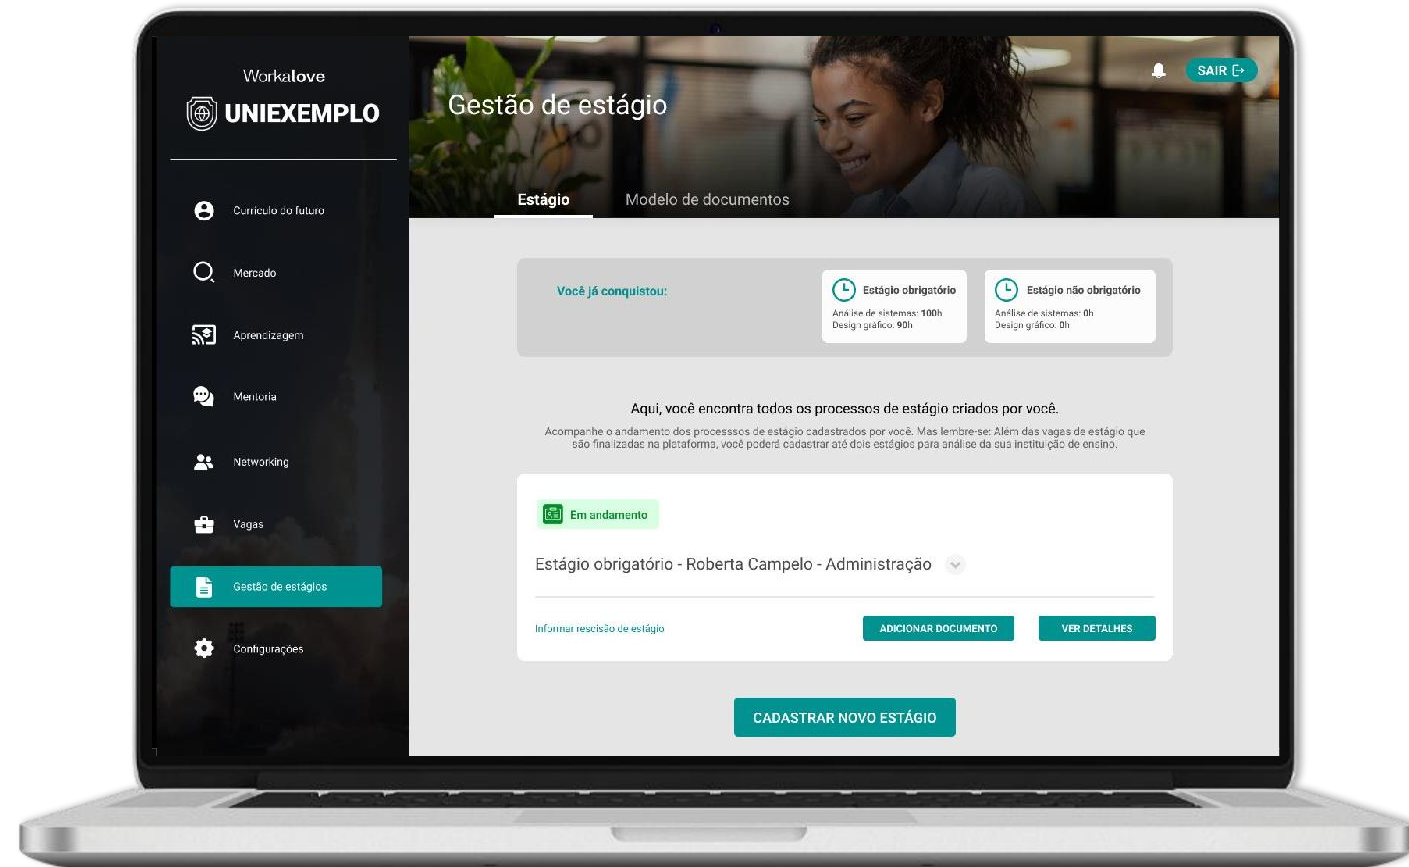 Workalove
UNIEXEMPLO
Currículo do futuro
Mercado
Aprendizagem
Mentoria
Networking
Vagas
Gestão de estágios
Configurações
SAIR
Gestão de estágio
Estágio
Modelo de documentos
Você já conquistou:
Estágio obrigatório
Análise de sistemas: 100h
Design gráfico: 90h
Estágio não obrigatório
Análise de sistemas: 0h
Design gráfico: 0h
Aqui, você encontra todos os processos de estágio criados por você.
Acompanhe o andamento dos processsos de estágio cadastrados por você. Mas lembre-se: Além das vagas de estágio que
são finalizadas na plataforma, você poderá cadastrar até dois estágios para análise da sua instituição de ensino.
Em andamento
Estágio obrigatório - Roberta Campelo - Administração
Informar rescisão de estágio
ADICIONAR DOCUMENTO
VER DETALHES
CADASTRAR NOVO ESTÁGIO